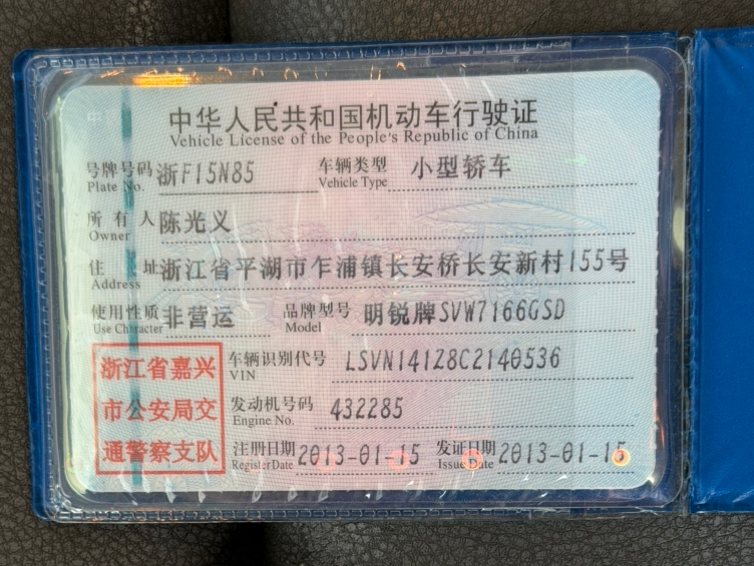 中华人民共和国机动车行驶证
Vehicle License of the People's Republic of China
号牌号码 浙F15N85 车辆类型 小型轿车
Plate No. Vehicle Type
所有人 陈光义
Owner
住址 浙江省平湖市乍浦镇长安桥长安新村155号
Address
使用性质 非营运 品牌型号 明锐牌SVW7166GSD
Use Character Model
浙江省嘉兴
市公安局交
通警察支队
车辆识别代号 LSVN141Z8C2140536
VIN
发动机号码 432285
Engine No.
注册日期 2013-01-15 发证日期 2013-01-15
Register Date Issue Date